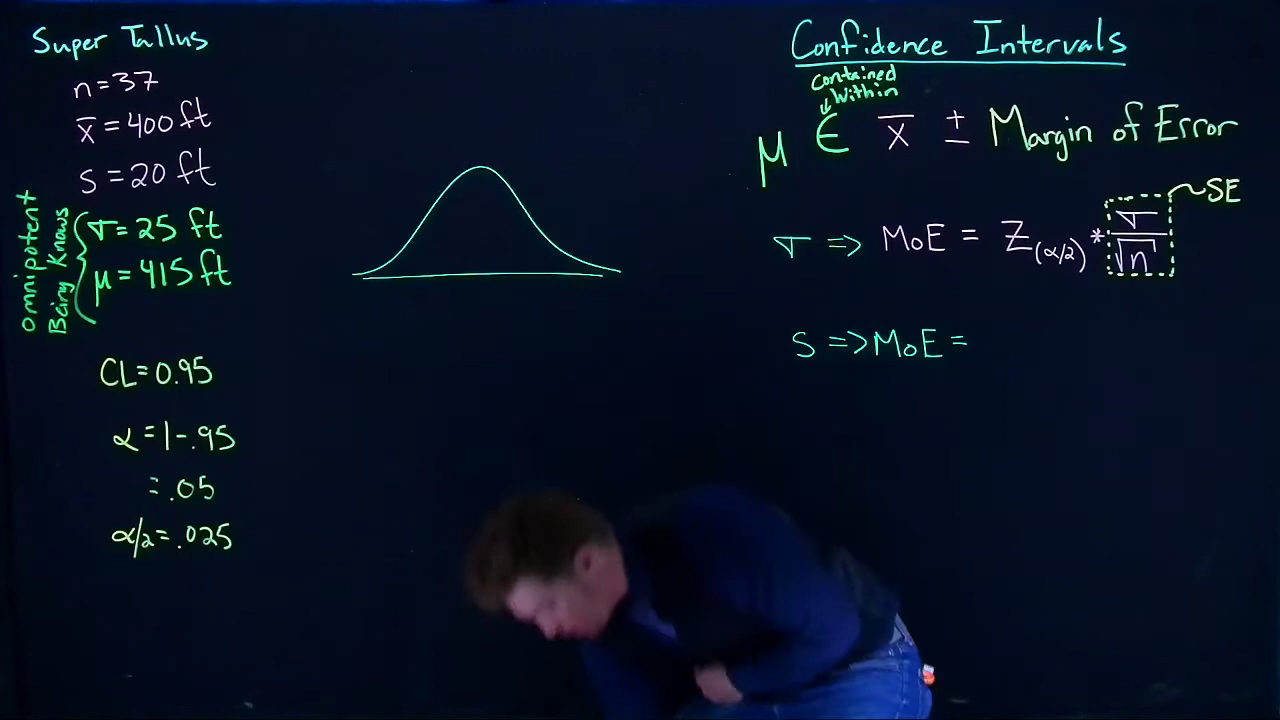 Super Tallus
n=37
x̄ = 400 ft
s = 20 ft
Omnipotent
Being Knows
σ = 25 ft
μ = 415 ft
CL = 0.95
α = 1-.95
= .05
α/2 = .025
Confidence Intervals
contained
within
μ ∈ x̄ ± Margin of Error
SE
σ => MoE = Z(α/2) * σ/√n
s => MoE =